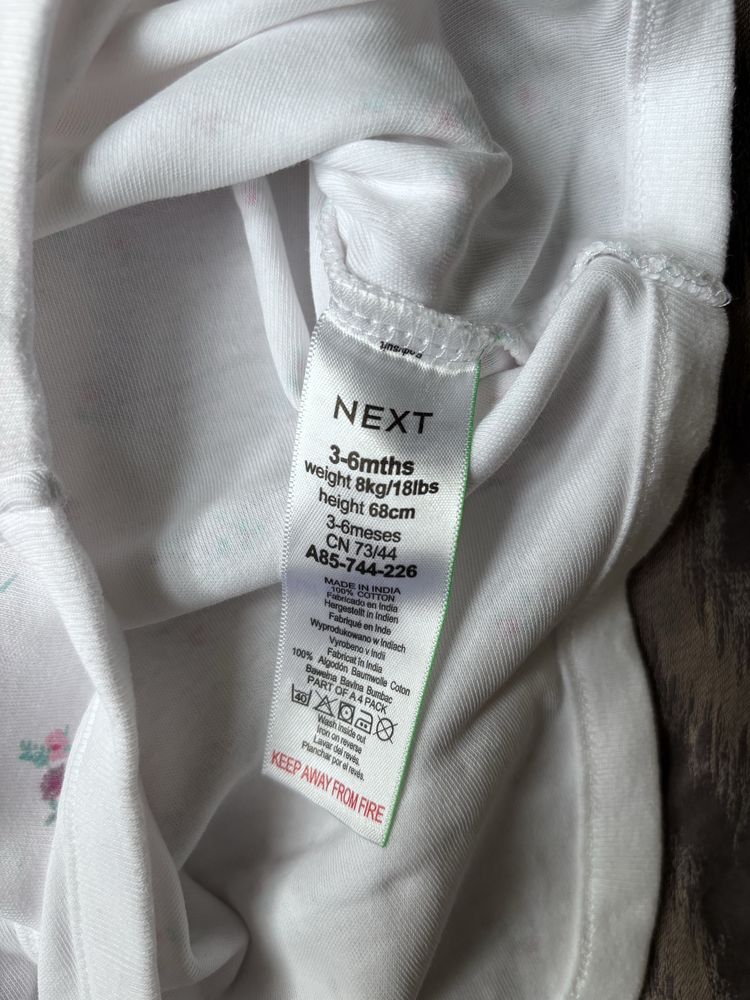 Bodysuit
NEXT
3-6mths
weight 8kg/18lbs
height 68cm
3-6meses
CN 73/44
A85-744-226
MADE IN INDIA
100% COTTON
Fabricado en India
Hergestellt in Indien
Fabriqué en Inde
Wyprodukowano w Indiach
Vyrobeno v Indii
Fabricat în India
100% Algodón Baumwolle Coton
Bawełna Bavlna Bumbac
PART OF A 4 PACK
40
Wash inside out
Iron on reverse
Lavar del revés.
Planchar por el revés.
KEEP AWAY FROM FIRE